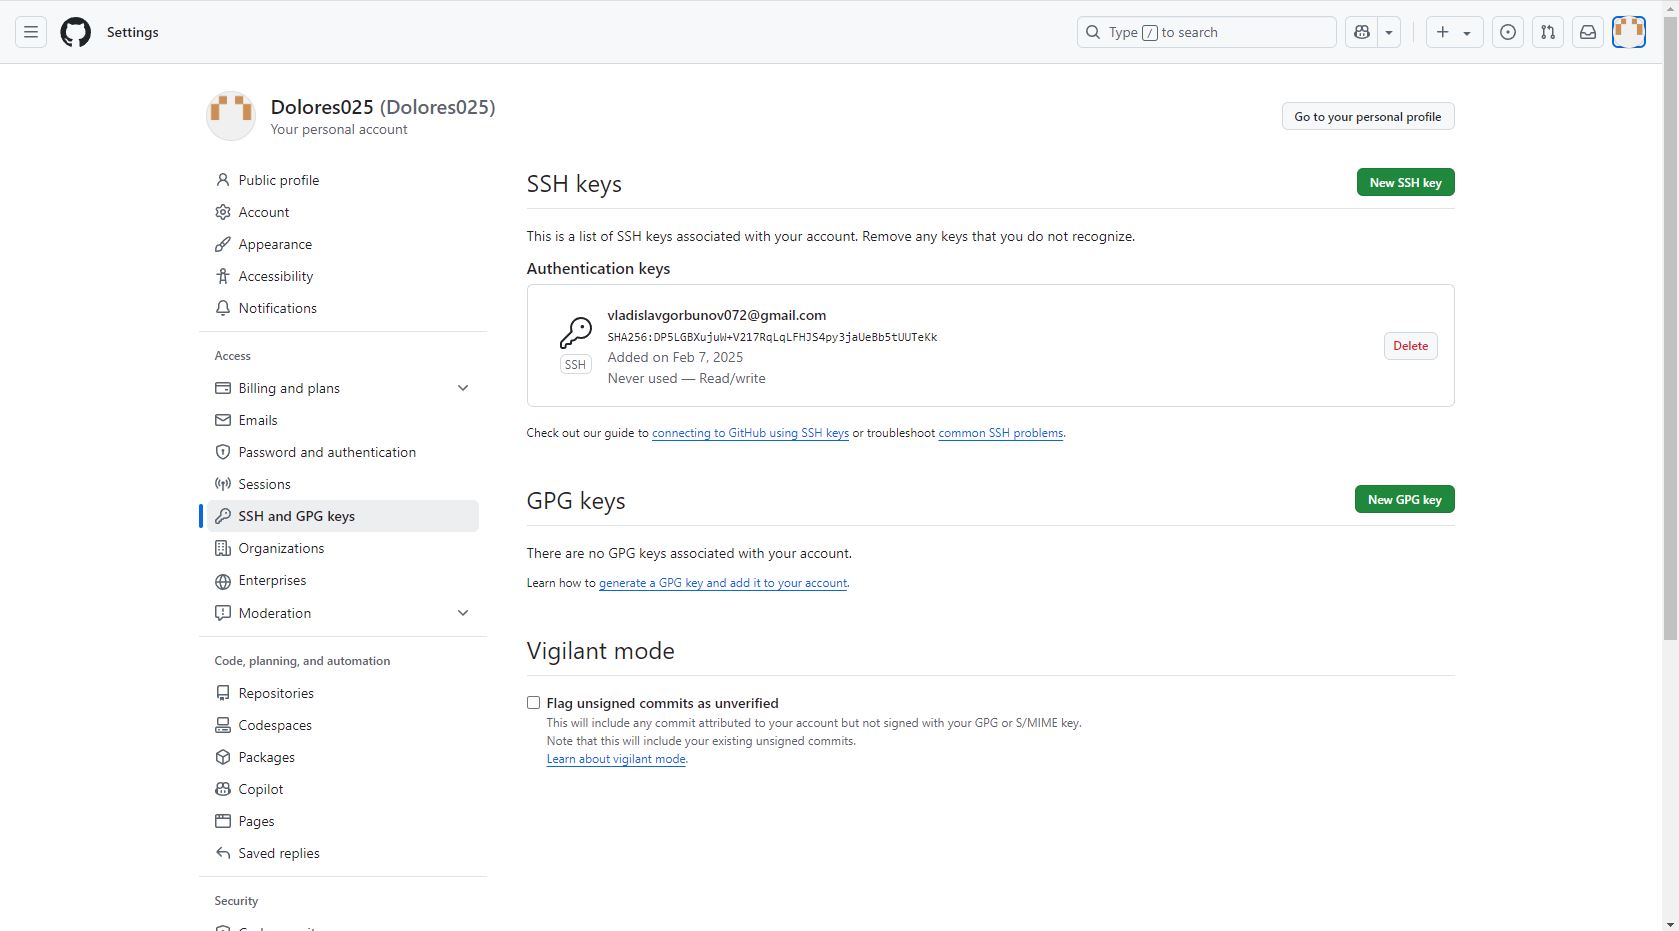 Settings
Type / to search
Dolores025 (Dolores025)
Your personal account
Go to your personal profile
Public profile
Account
Appearance
Accessibility
Notifications
Access
Billing and plans
Emails
Password and authentication
Sessions
SSH and GPG keys
Organizations
Enterprises
Moderation
Code, planning, and automation
Repositories
Codespaces
Packages
Copilot
Pages
Saved replies
Security
SSH keys
New SSH key
This is a list of SSH keys associated with your account. Remove any keys that you do not recognize.
Authentication keys
vladislavgorbunov072@gmail.com
SHA256:DP5LGBXujuW+V217RqLqLFHJS4py3jaUeBb5tUUTeKk
SSH
Added on Feb 7, 2025
Never used — Read/write
Delete
Check out our guide to connecting to GitHub using SSH keys or troubleshoot common SSH problems.
GPG keys
New GPG key
There are no GPG keys associated with your account.
Learn how to generate a GPG key and add it to your account.
Vigilant mode
Flag unsigned commits as unverified
This will include any commit attributed to your account but not signed with your GPG or S/MIME key.
Note that this will include your existing unsigned commits.
Learn about vigilant mode.